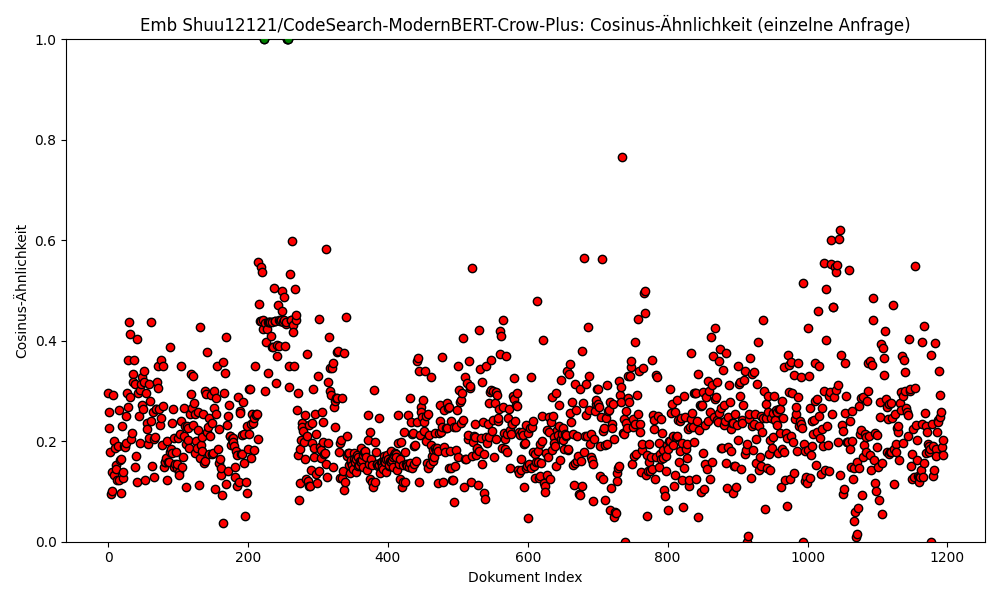 Emb Shuu12121/CodeSearch-ModernBERT-Crow-Plus: Cosinus-Ähnlichkeit (einzelne Anfrage)
1.0
0.8
0.6
0.4
0.2
0.0
Cosinus-Ähnlichkeit
0 200 400 600 800 1000 1200
Dokument Index